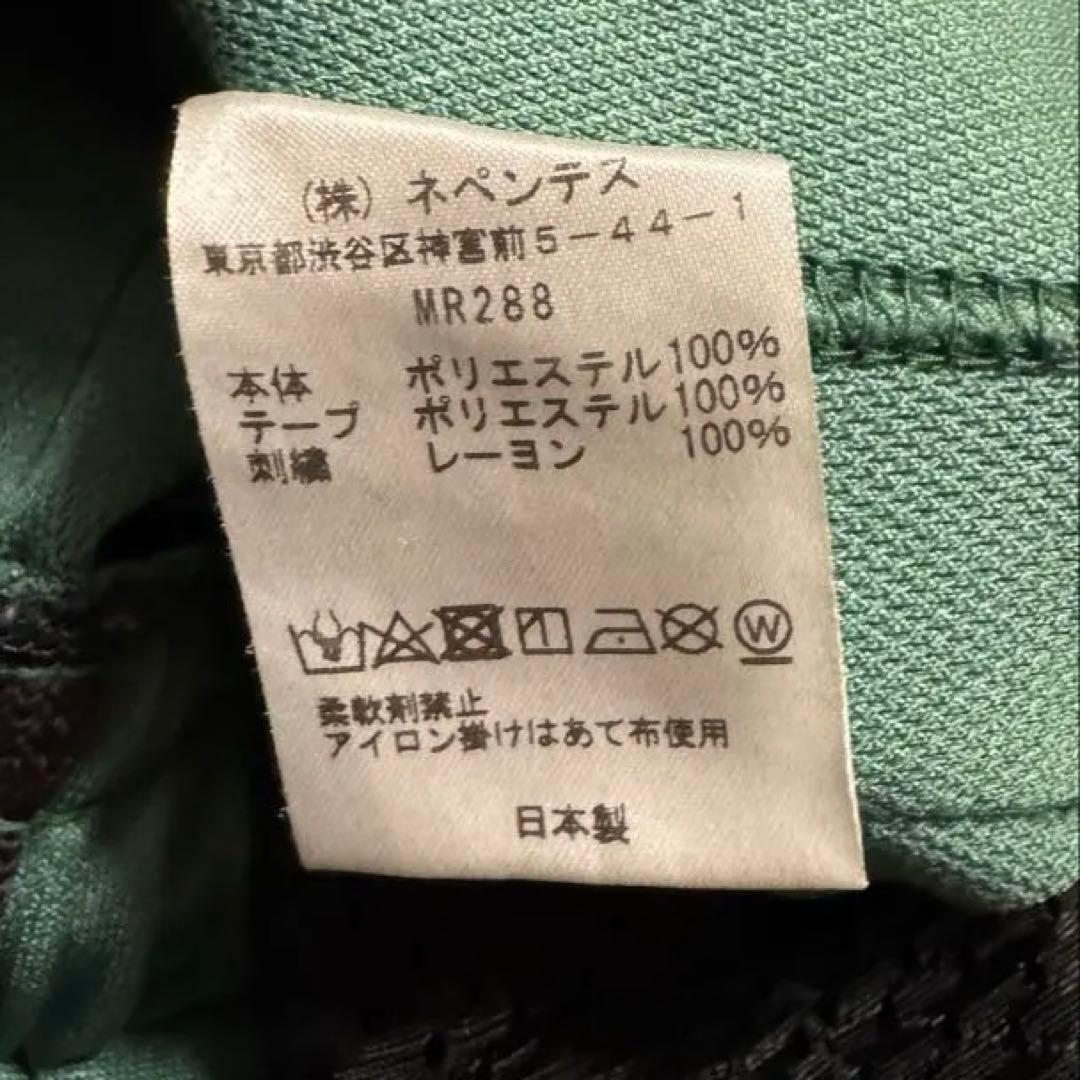 (株) ネペンテス
東京都渋谷区神宮前5-44-1
MR288
本体 ポリエステル100%
テープ ポリエステル100%
刺繍 レーヨン 100%
W
柔軟剤禁止
アイロン掛けはあて布使用
日本製